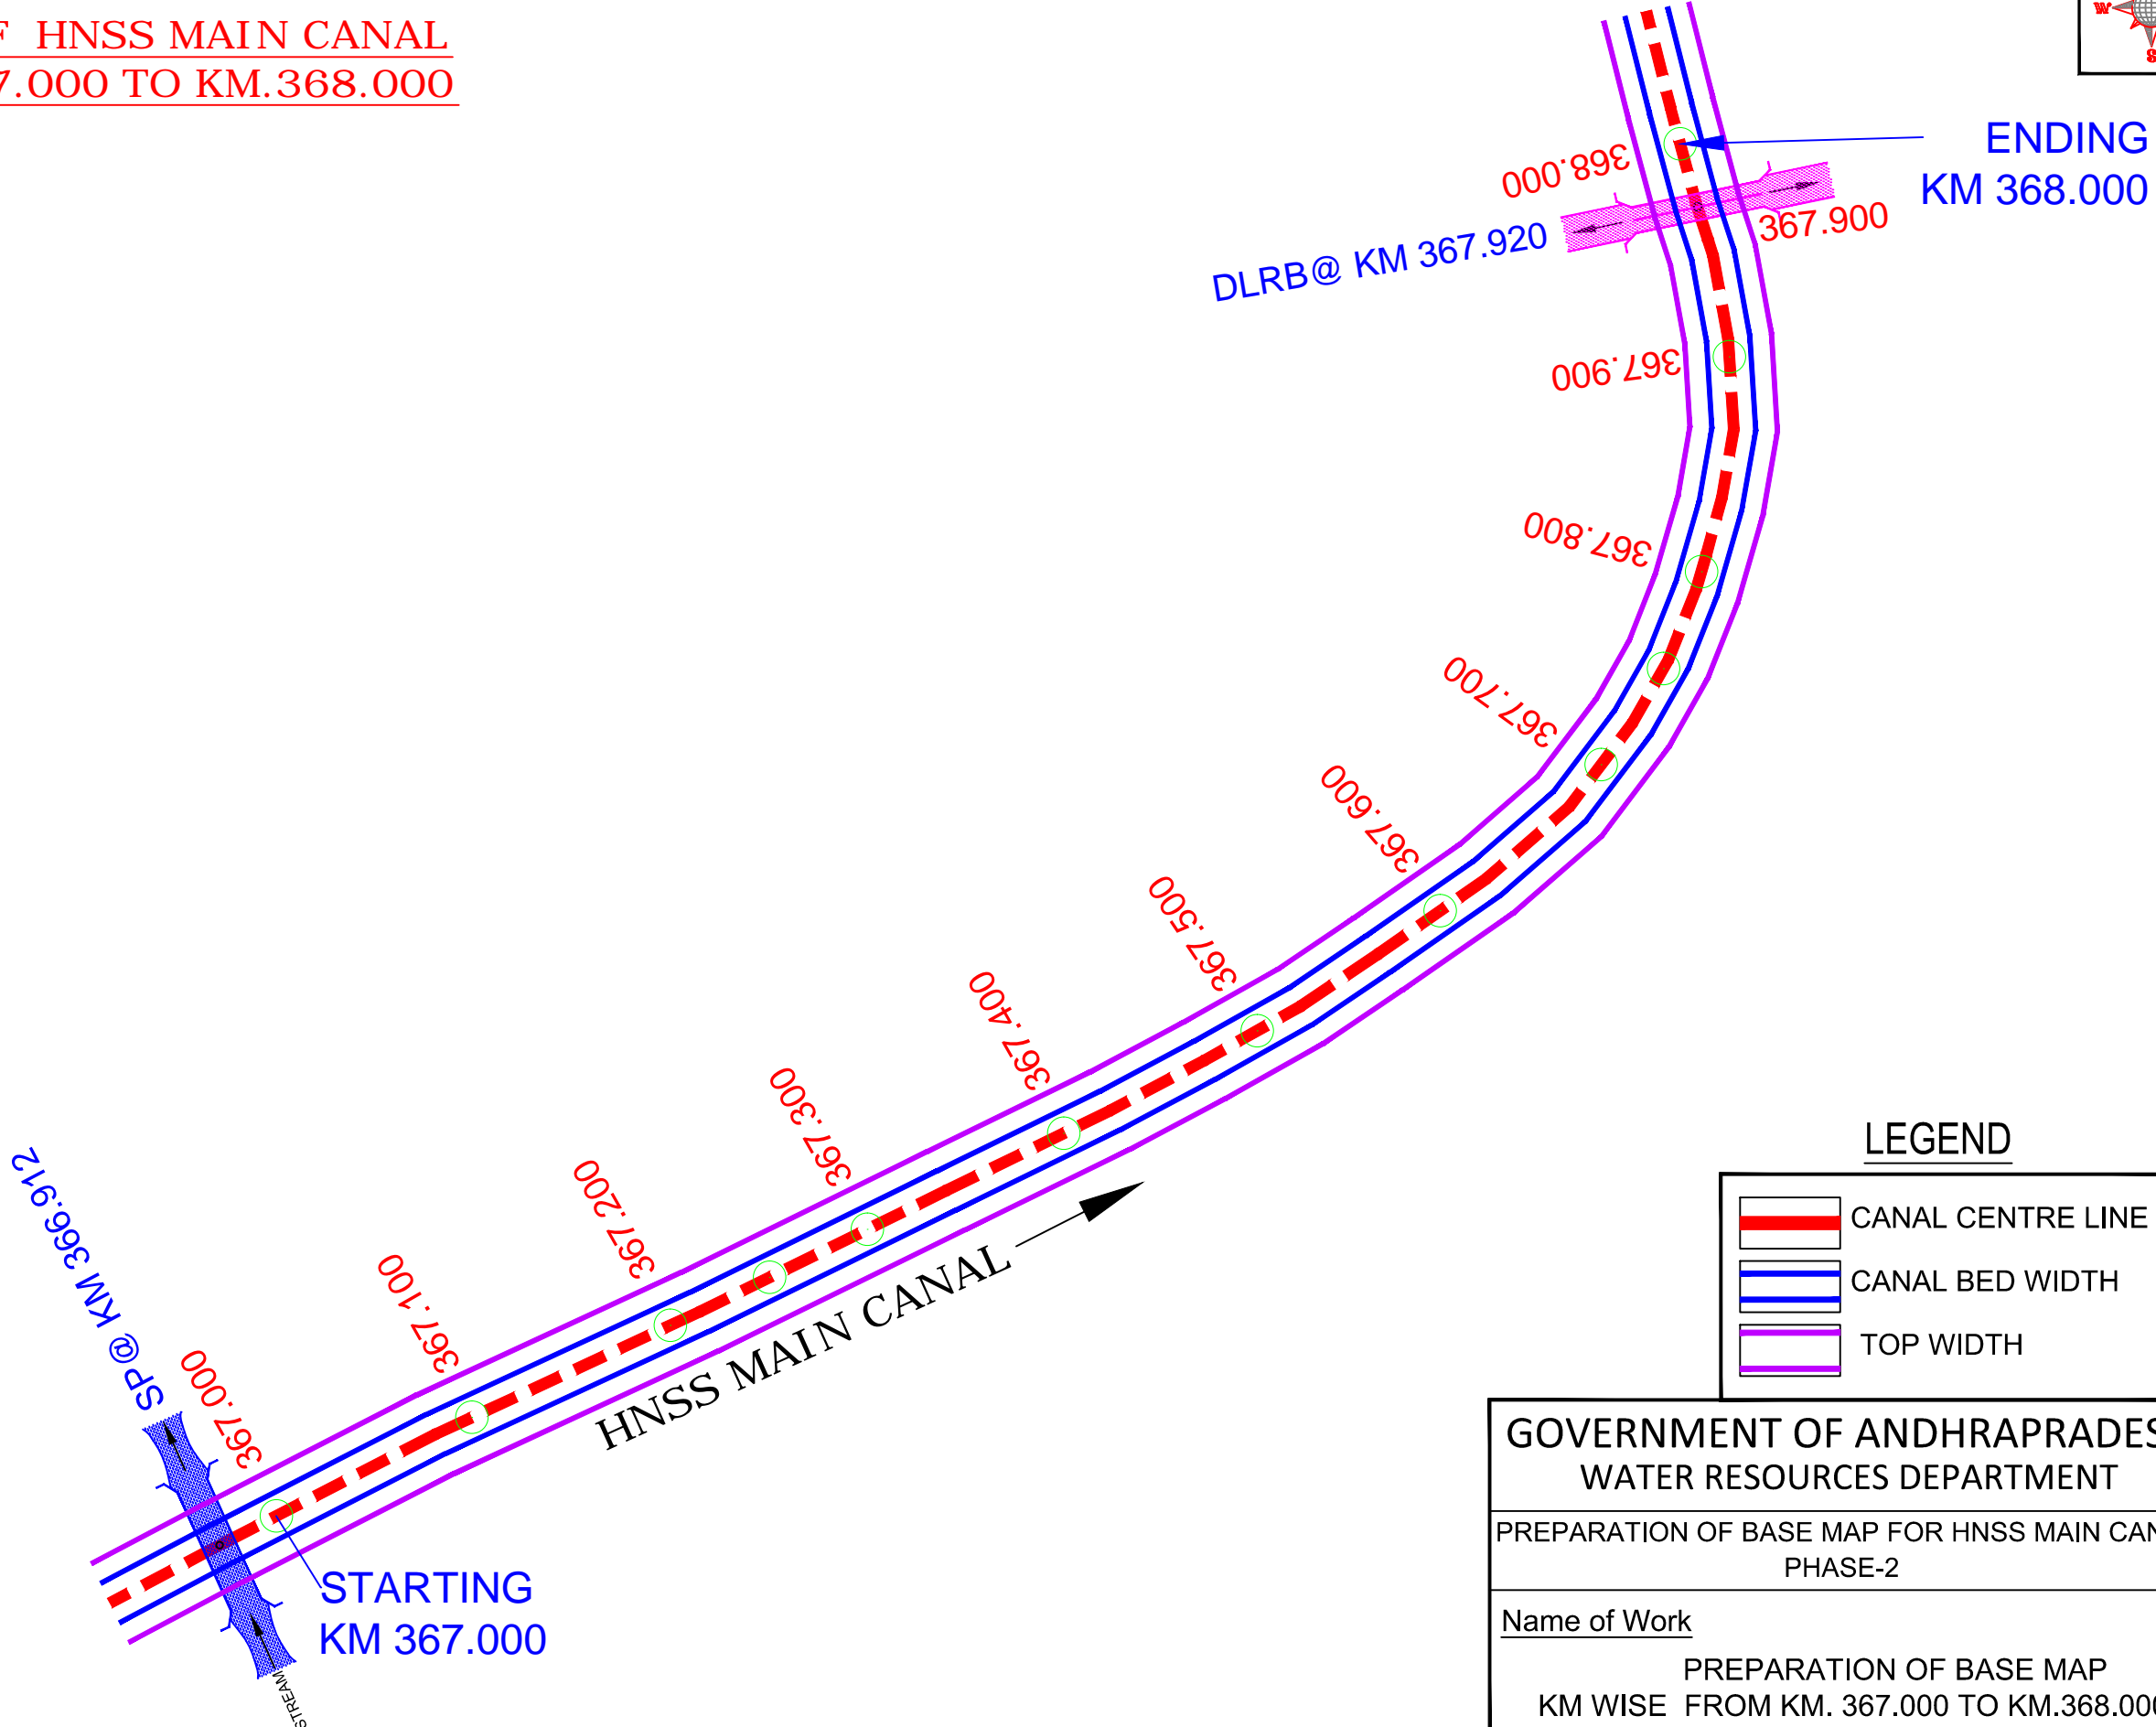 HNSS MAIN CANAL
7.000 TO KM.368.000
W
S
ENDING
KM 368.000
368.000
367.900
DLRB@ KM 367.920
367.900
367.800
367.700
367.600
367.500
367.400
367.300
367.200
367.100
367.000
SP@ KM 366.912
HNSS MAIN CANAL
STARTING
KM 367.000
STREAM
LEGEND
CANAL CENTRE LINE
CANAL BED WIDTH
TOP WIDTH
GOVERNMENT OF ANDHRAPRADES
WATER RESOURCES DEPARTMENT
PREPARATION OF BASE MAP FOR HNSS MAIN CAN
PHASE-2
Name of Work
PREPARATION OF BASE MAP
KM WISE FROM KM. 367.000 TO KM.368.000